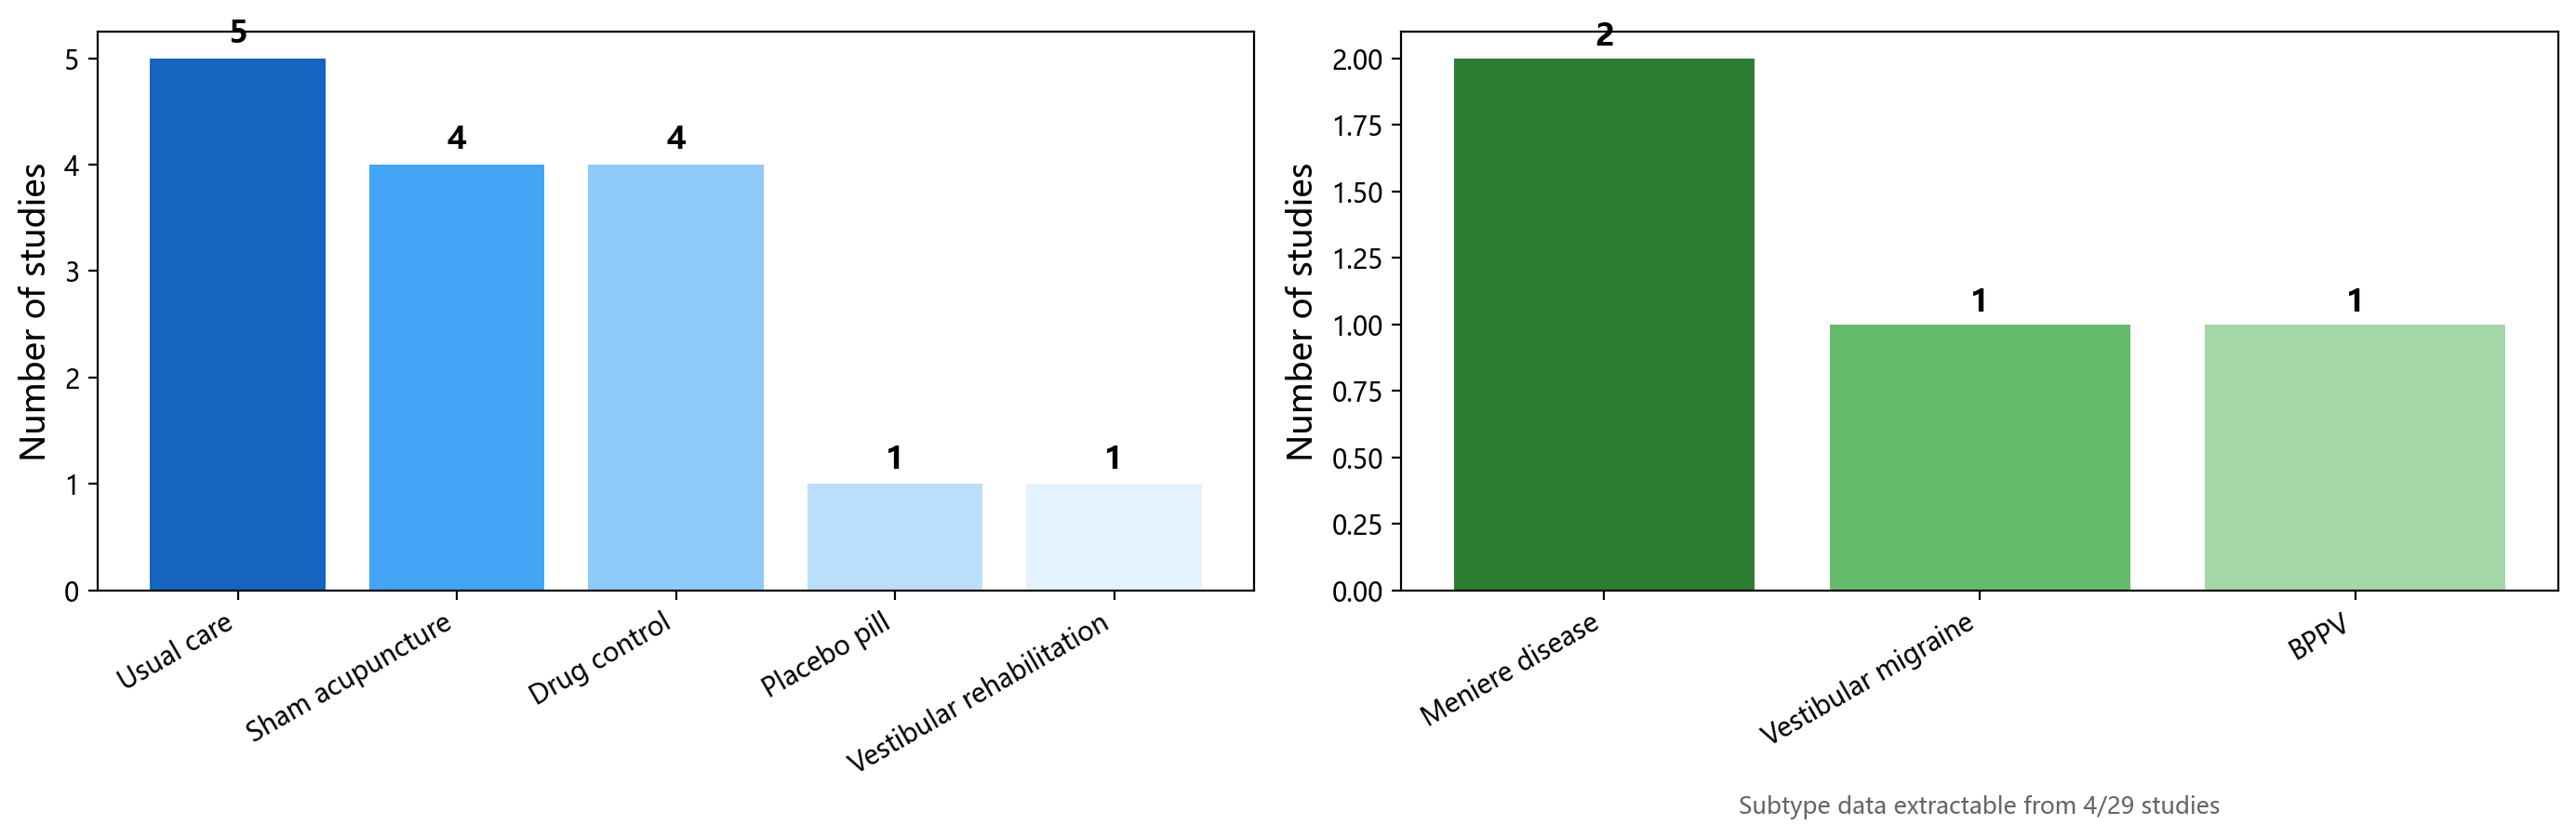 Number of studies
5
4
3
2
1
0
5
4
4
1
1
Usual care
Sham acupuncture
Drug control
Placebo pill
Vestibular rehabilitation
Number of studies
2.00
1.75
1.50
1.25
1.00
0.75
0.50
0.25
0.00
2
1
1
Meniere disease
Vestibular migraine
BPPV
Subtype data extractable from 4/29 studies